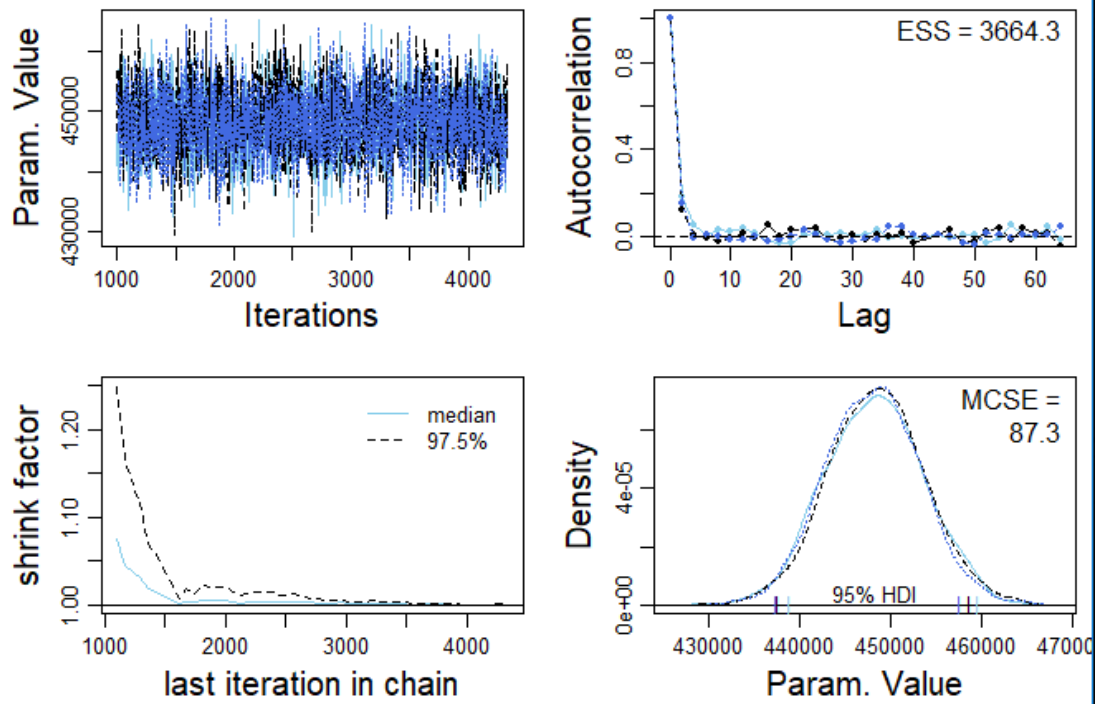 Param. Value
450000
430000
1000
2000
3000
4000
Iterations
Autocorrelation
0.8
0.4
0.0
ESS = 3664.3
0
10
20
30
40
50
60
Lag
shrink factor
1.20
1.10
1.00
median
97.5%
1000
2000
3000
4000
last iteration in chain
Density
4e-05
0e+00
MCSE =
87.3
95% HDI
430000
440000
450000
460000
47000
Param. Value